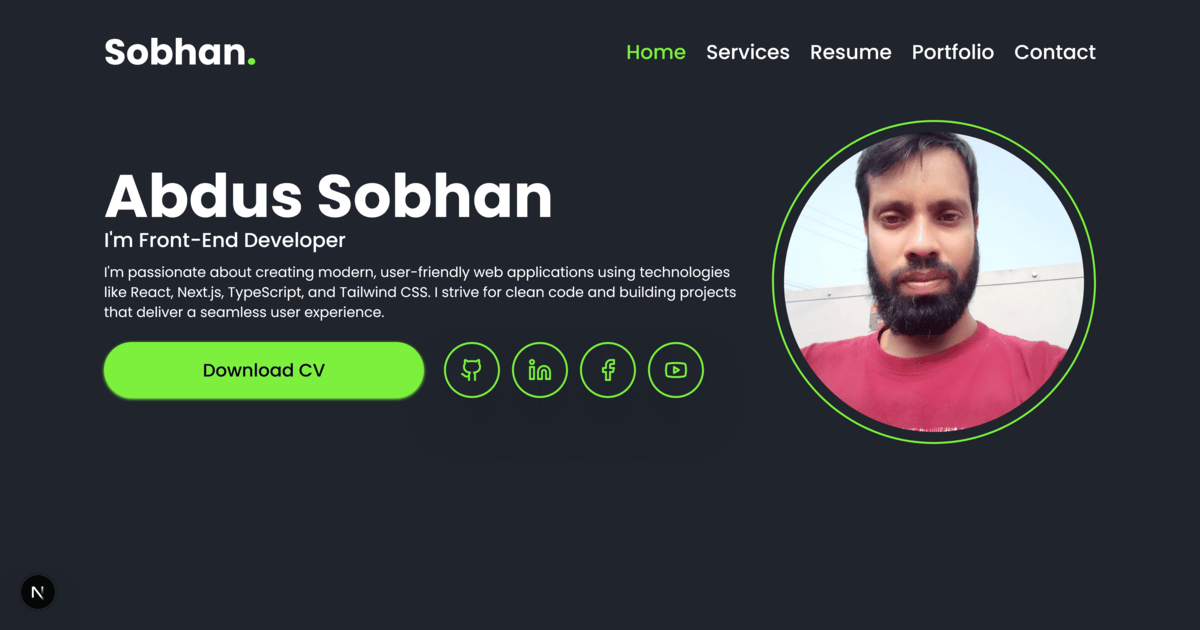 Sobhan.
Home Services Resume Portfolio Contact
Abdus Sobhan
I'm Front-End Developer
I'm passionate about creating modern, user-friendly web applications using technologies
like React, Next.js, TypeScript, and Tailwind CSS. I strive for clean code and building projects
that deliver a seamless user experience.
Download CV
N